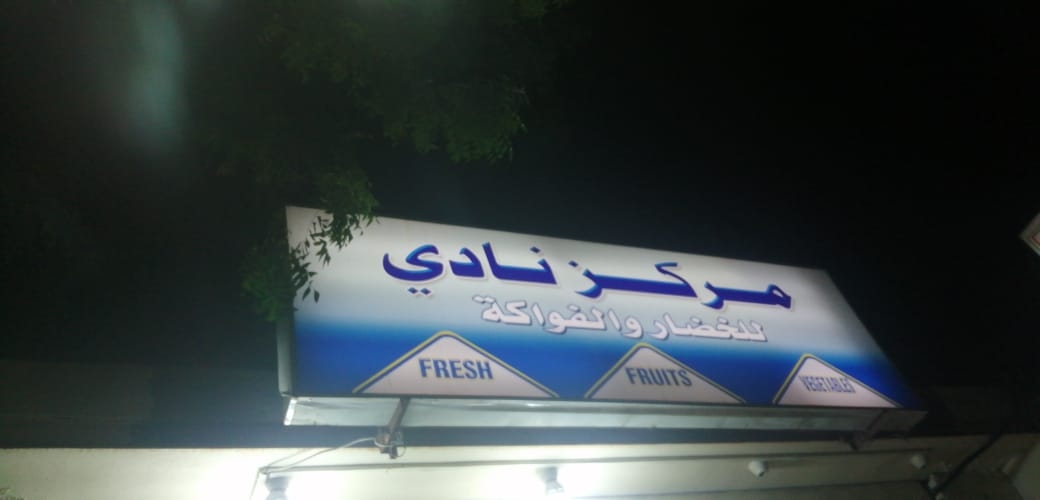 مركز نادي
للخضار والفواكة
FRESH FRUITS VEGETABLES